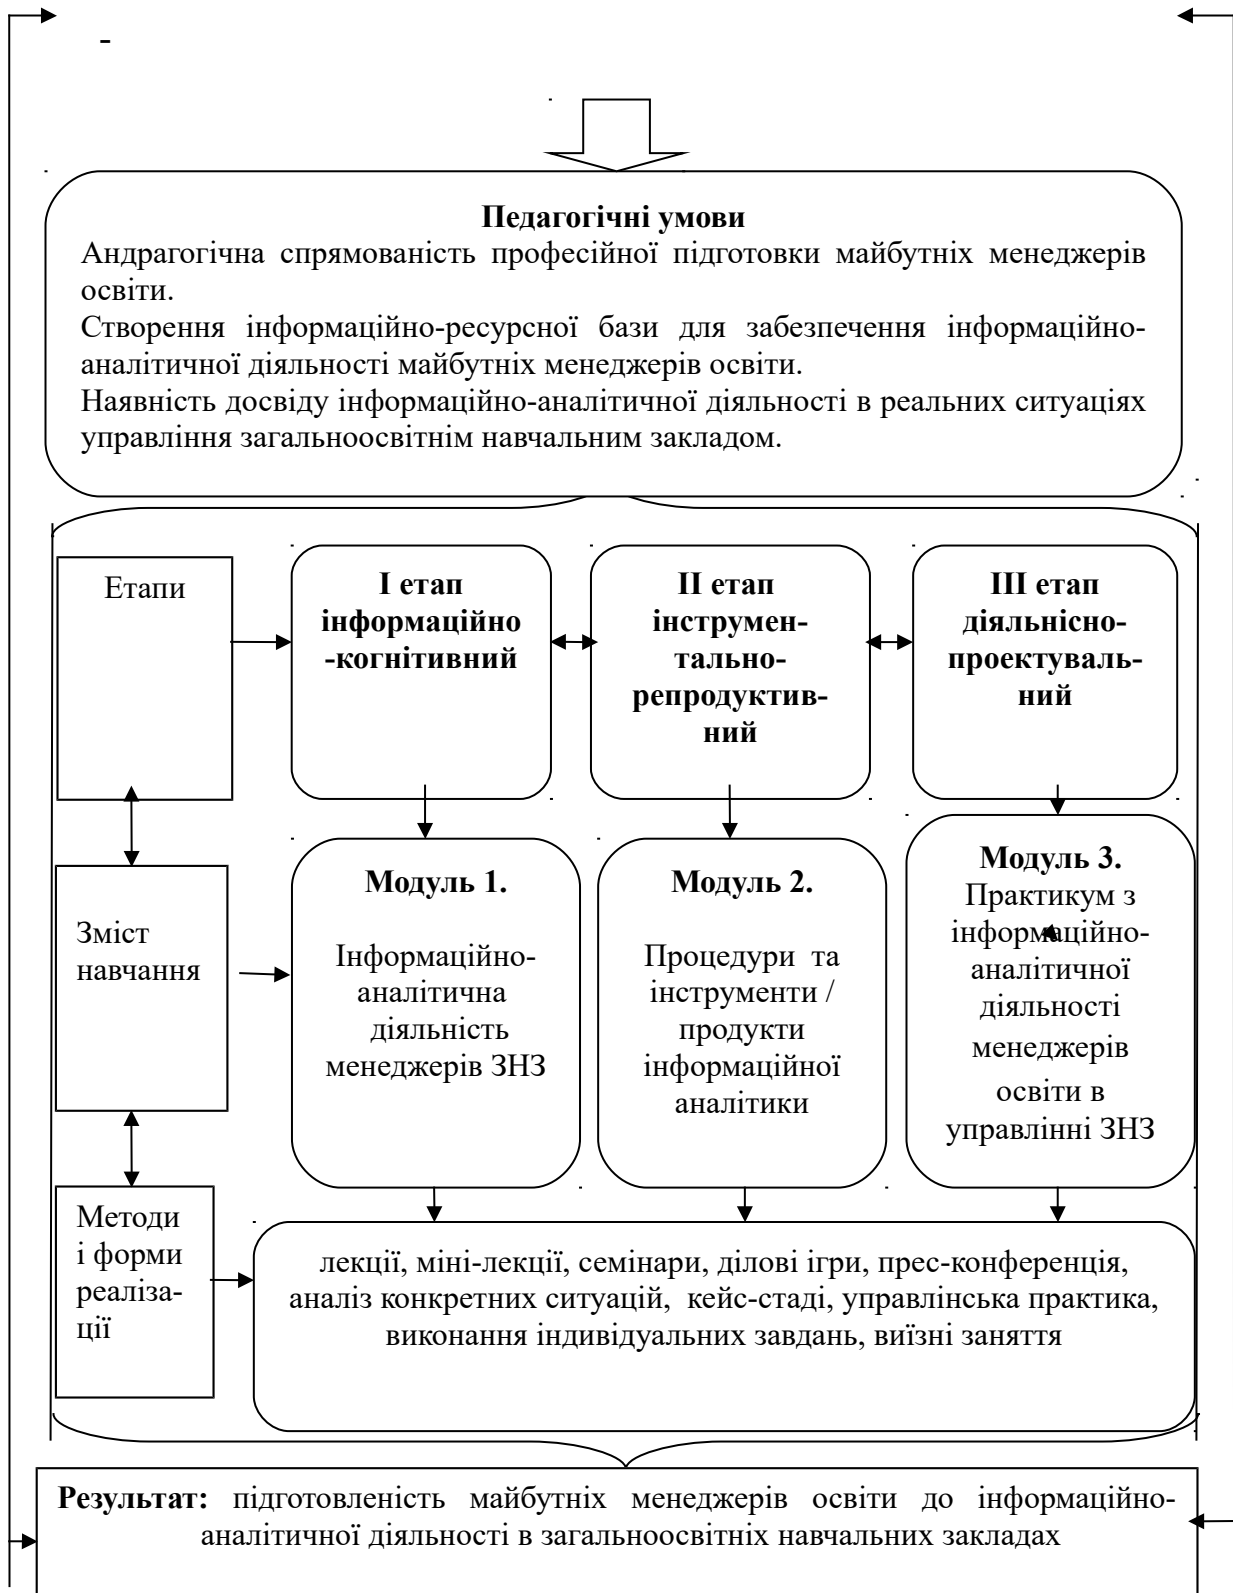 -
Педагогічні умови
Андрагогічна спрямованість професійної підготовки майбутніх менеджерів
освіти.
Створення інформаційно-ресурсної бази для забезпечення інформаційно-
аналітичної діяльності майбутніх менеджерів освіти.
Наявність досвіду інформаційно-аналітичної діяльності в реальних ситуаціях
управління загальноосвітнім навчальним закладом.
Етапи
І етап
інформаційно
-когнітивний
ІІ етап
інструмен-
тально-
репродуктив-
ний
ІІІ етап
діяльнісно-
проектуваль-
ний
Зміст
навчання
Модуль 1.
Інформаційно-
аналітична
діяльність
менеджерів ЗНЗ
Модуль 2.
Процедури та
інструменти /
продукти
інформаційної
аналітики
Модуль 3.
Практикум з
інформаційно-
аналітичної
діяльності
менеджерів
освіти в
управлінні ЗНЗ
Методи
і форми
реаліза-
ції
лекції, міні-лекції, семінари, ділові ігри, прес-конференція,
аналіз конкретних ситуацій, кейс-стаді, управлінська практика,
виконання індивідуальних завдань, виїзні заняття
Результат: підготовленість майбутніх менеджерів освіти до інформаційно-
аналітичної діяльності в загальноосвітніх навчальних закладах